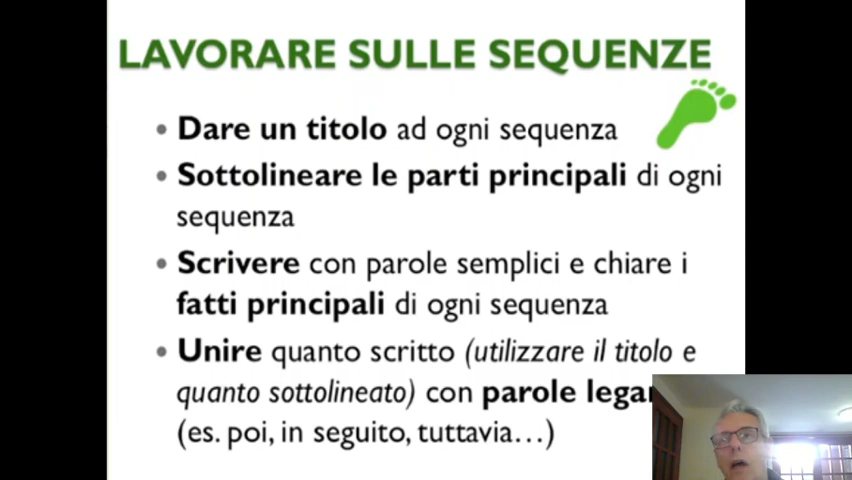 LAVORARE SULLE SEQUENZE
• Dare un titolo ad ogni sequenza
• Sottolineare le parti principali di ogni
sequenza
• Scrivere con parole semplici e chiare i
fatti principali di ogni sequenza
• Unire quanto scritto (utilizzare il titolo e
quanto sottolineato) con parole
(es. poi, in seguito, tuttavia…)